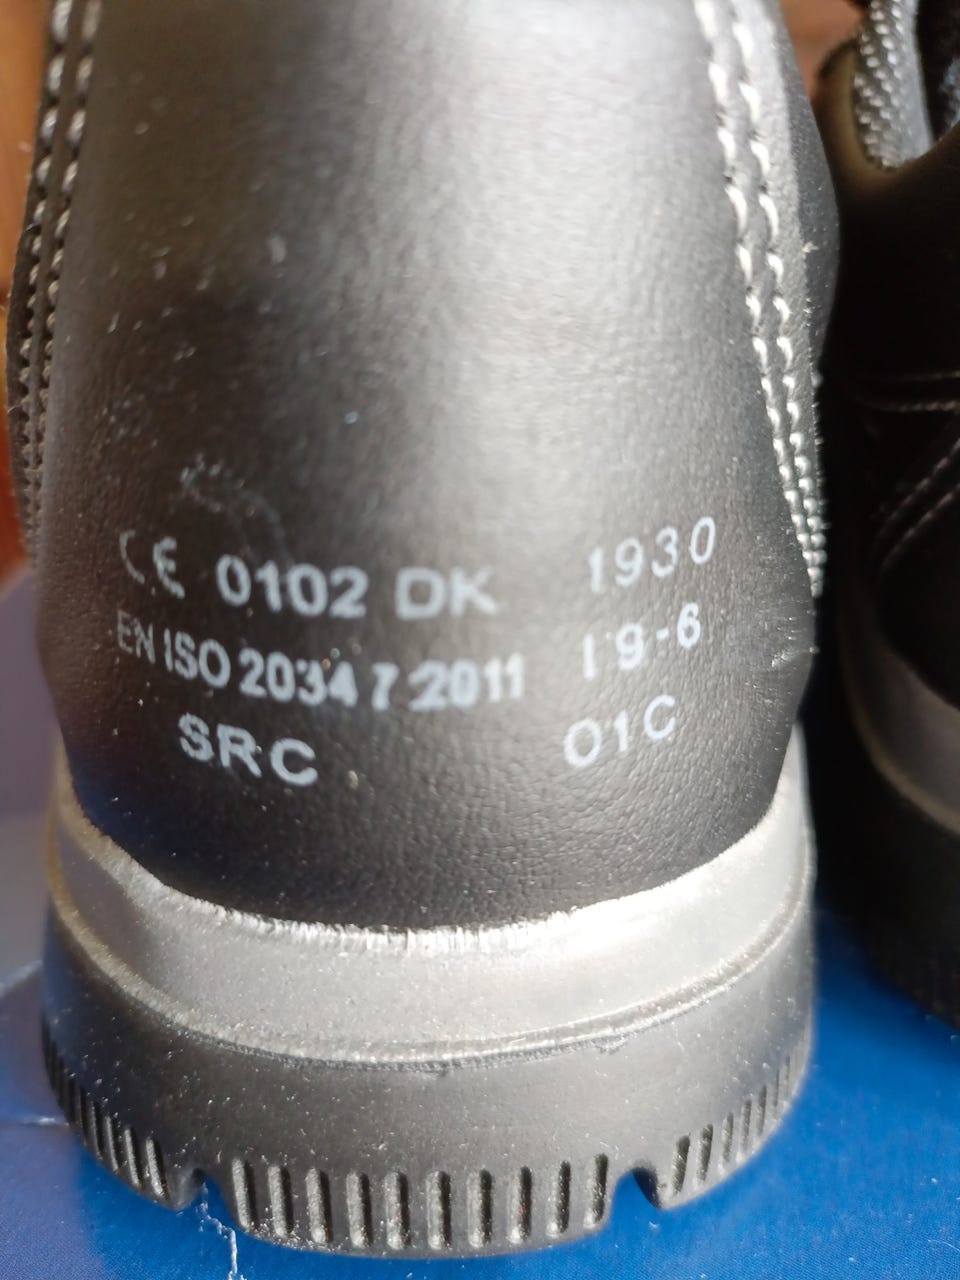 CE 0102 DK 1930
EN ISO 20347 2011 19-6
SRC 01C